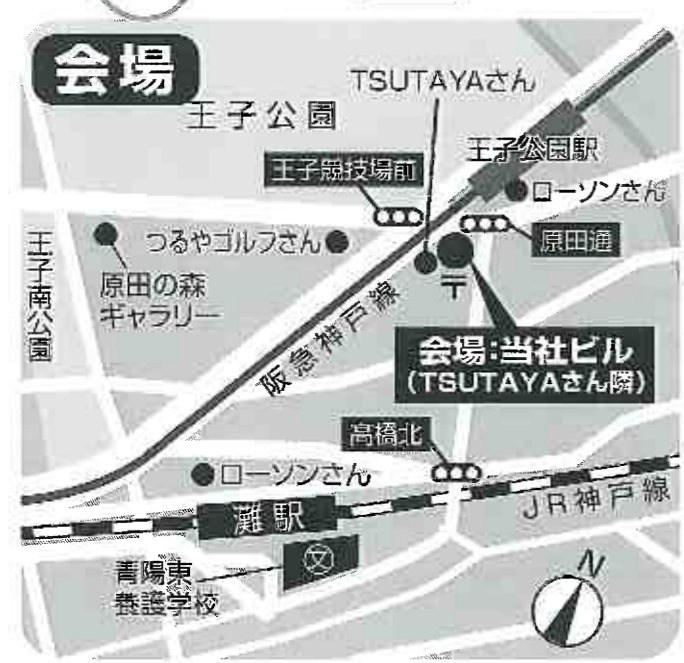 会場
TSUTAYAさん
王子公園
王子公園駅
王子競技場前
ローソンさん
原田通
つるやゴルフさん
王子南公園
原田の森
ギャラリー
〒
阪急神戸線
会場:当社ビル
(TSUTAYAさん隣)
高橋北
ローソンさん
灘駅
JR神戸線
文
青陽東
養護学校
N